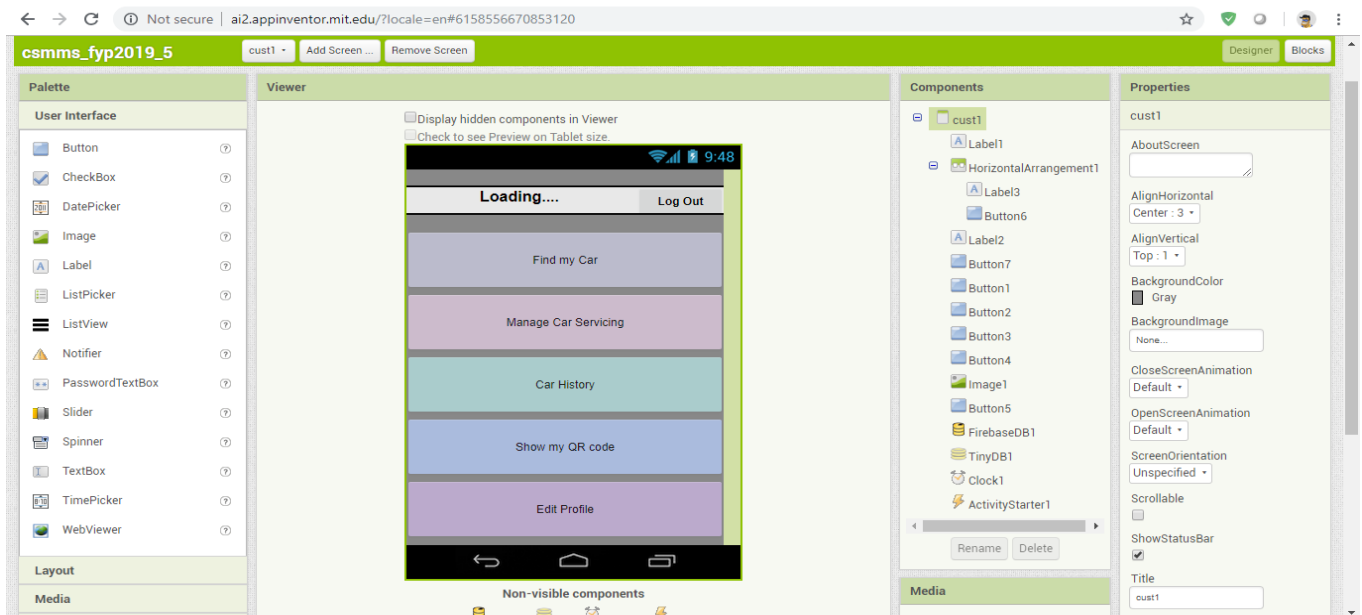 Not secure | ai2.appinventor.mit.edu/?locale=en#6158556670853120
csmms_fyp2019_5
cust1
Add Screen ...
Remove Screen
Designer
Blocks
Palette
User Interface
Button
CheckBox
DatePicker
Image
Label
ListPicker
ListView
Notifier
PasswordTextBox
Slider
Spinner
TextBox
TimePicker
WebViewer
Layout
Media
Viewer
Display hidden components in Viewer
Check to see Preview on Tablet size.
9:48
Loading....
Log Out
Find my Car
Manage Car Servicing
Car History
Show my QR code
Edit Profile
Non-visible components
Components
cust1
Label1
HorizontalArrangement1
Label3
Button6
Label2
Button7
Button1
Button2
Button3
Button4
Image1
Button5
FirebaseDB1
TinyDB1
Clock1
ActivityStarter1
Rename
Delete
Media
Properties
cust1
AboutScreen
AlignHorizontal
Center : 3
AlignVertical
Top : 1
BackgroundColor
Gray
BackgroundImage
None...
CloseScreenAnimation
Default
OpenScreenAnimation
Default
ScreenOrientation
Unspecified
Scrollable
ShowStatusBar
Title
cust1